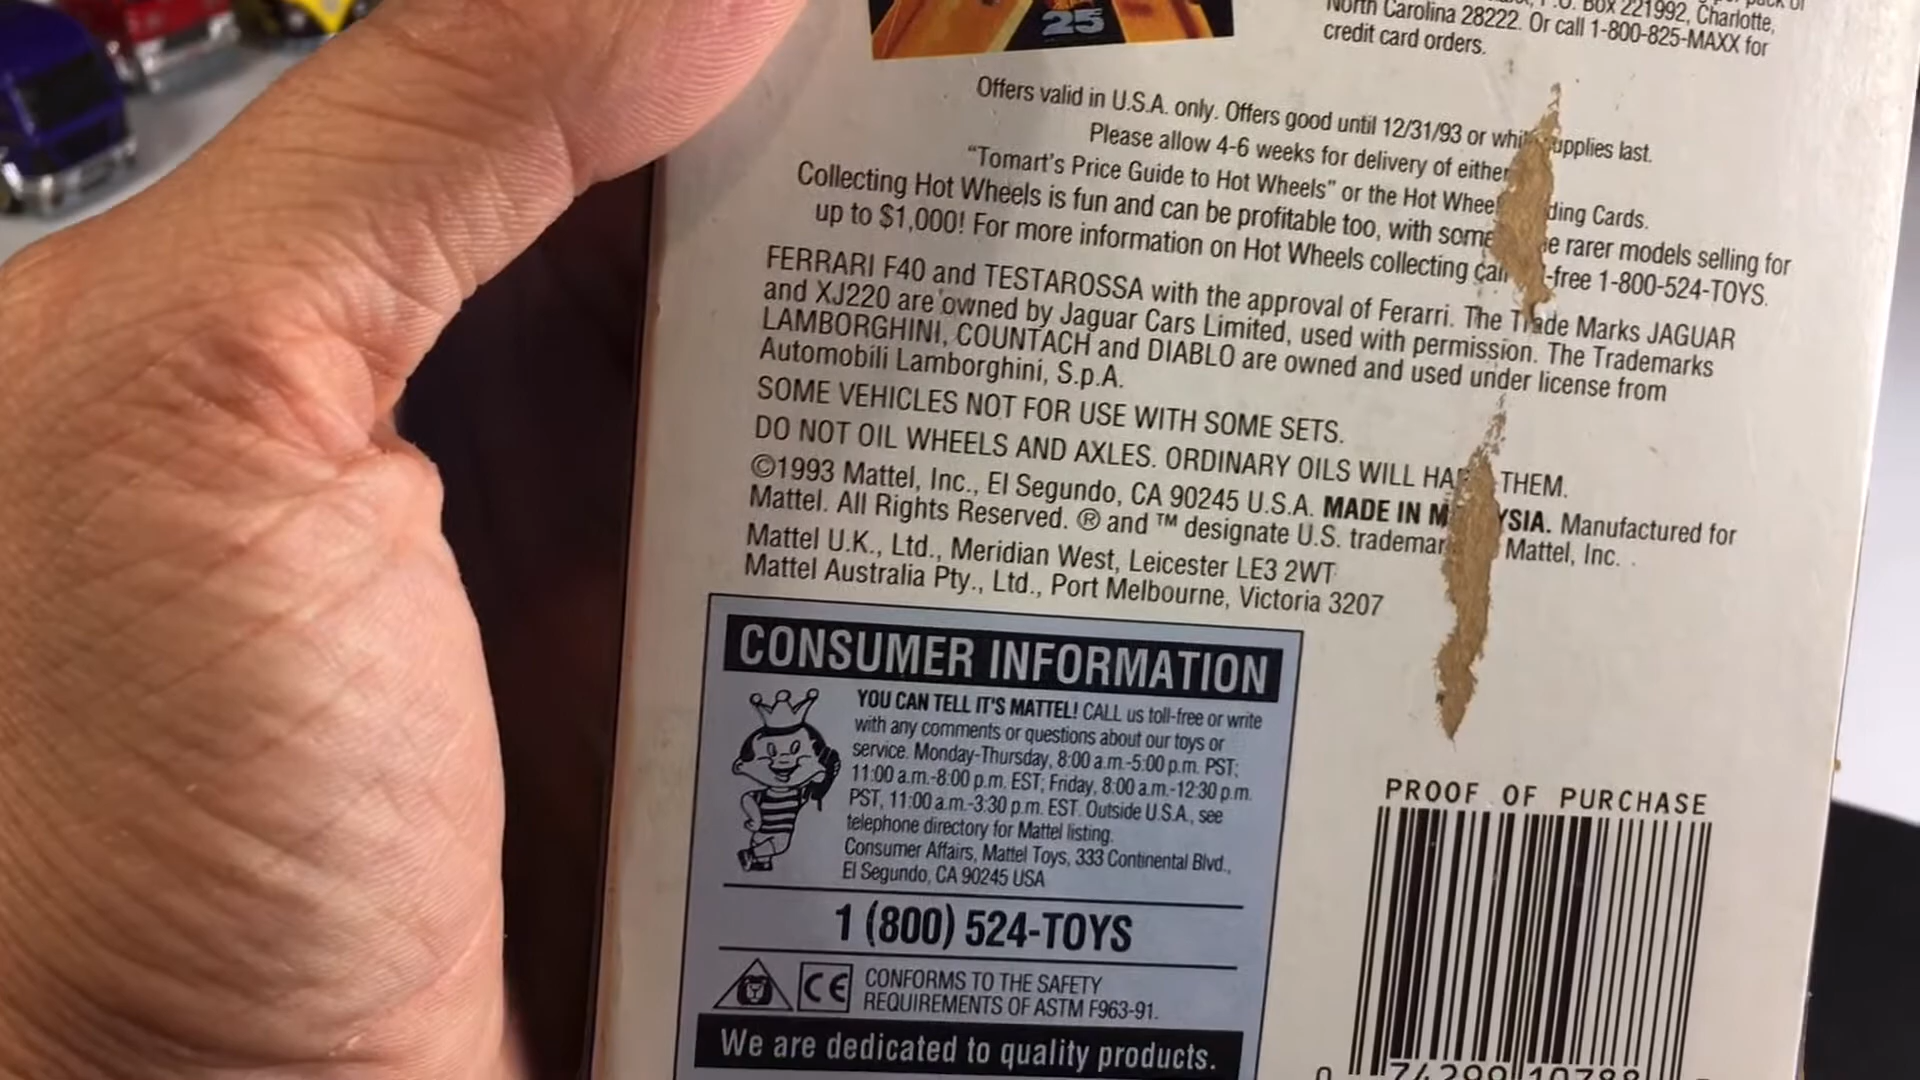 25
Box 221992, Charlotte,
North Carolina 28222. Or call 1-800-825-MAXX for
credit card orders.
Offers valid in U.S.A. only. Offers good until 12/31/93 or whil upplies last.
Please allow 4-6 weeks for delivery of either
“Tomart’s Price Guide to Hot Wheels” or the Hot Whee ding Cards.
Collecting Hot Wheels is fun and can be profitable too, with some e rarer models selling for
up to $1,000! For more information on Hot Wheels collecting call -free 1-800-524-TOYS.
FERRARI F40 and TESTAROSSA with the approval of Ferarri. The Trade Marks JAGUAR
and XJ220 are owned by Jaguar Cars Limited, used with permission. The Trademarks
LAMBORGHINI, COUNTACH and DIABLO are owned and used under license from
Automobili Lamborghini, S.p.A.
SOME VEHICLES NOT FOR USE WITH SOME SETS.
DO NOT OIL WHEELS AND AXLES. ORDINARY OILS WILL HA THEM.
©1993 Mattel, Inc., El Segundo, CA 90245 U.S.A. MADE IN M YSIA. Manufactured for
Mattel. All Rights Reserved. ® and ™ designate U.S. tradema Mattel, Inc.
Mattel U.K., Ltd., Meridian West, Leicester LE3 2WT
Mattel Australia Pty., Ltd., Port Melbourne, Victoria 3207
CONSUMER INFORMATION
YOU CAN TELL IT'S MATTEL! CALL us toll-free or write
with any comments or questions about our toys or
service. Monday-Thursday, 8:00 a.m.-5:00 p.m. PST;
11:00 a.m.-8:00 p.m. EST; Friday, 8:00 a.m.-12:30 p.m.
PST, 11:00 a.m.-3:30 p.m. EST. Outside U.S.A., see
telephone directory for Mattel listing.
Consumer Affairs, Mattel Toys, 333 Continental Blvd.,
El Segundo, CA 90245 USA
1 (800) 524-TOYS
CE CONFORMS TO THE SAFETY
REQUIREMENTS OF ASTM F963-91.
We are dedicated to quality products.
PROOF OF PURCHASE
0 74299 10788